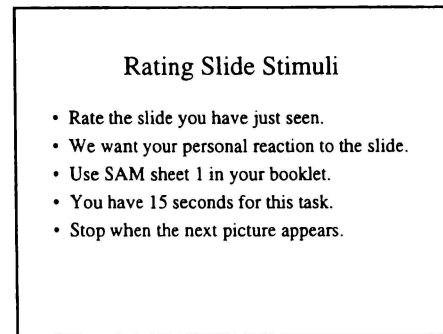 Rating Slide Stimuli
• Rate the slide you have just seen.
• We want your personal reaction to the slide.
• Use SAM sheet 1 in your booklet.
• You have 15 seconds for this task.
• Stop when the next picture appears.